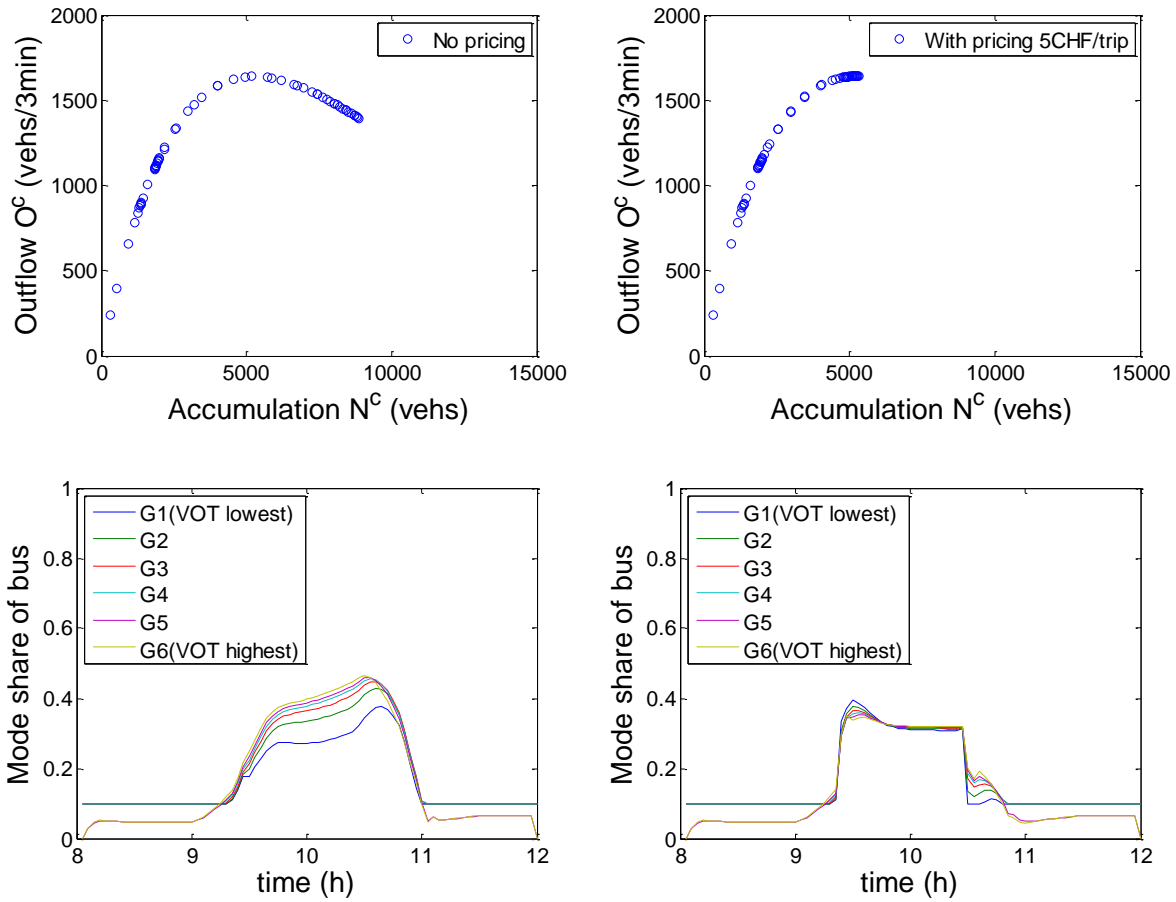 2000
1500
1000
500
0
Outflow O^c (vehs/3min)
No pricing
0 5000 10000 15000
Accumulation N^c (vehs)
2000
1500
1000
500
0
Outflow O^c (vehs/3min)
With pricing 5CHF/trip
0 5000 10000 15000
Accumulation N^c (vehs)
1
0.8
0.6
0.4
0.2
0
Mode share of bus
G1(VOT lowest)
G2
G3
G4
G5
G6(VOT highest)
8 9 10 11 12
time (h)
1
0.8
0.6
0.4
0.2
0
Mode share of bus
G1(VOT lowest)
G2
G3
G4
G5
G6(VOT highest)
8 9 10 11 12
time (h)